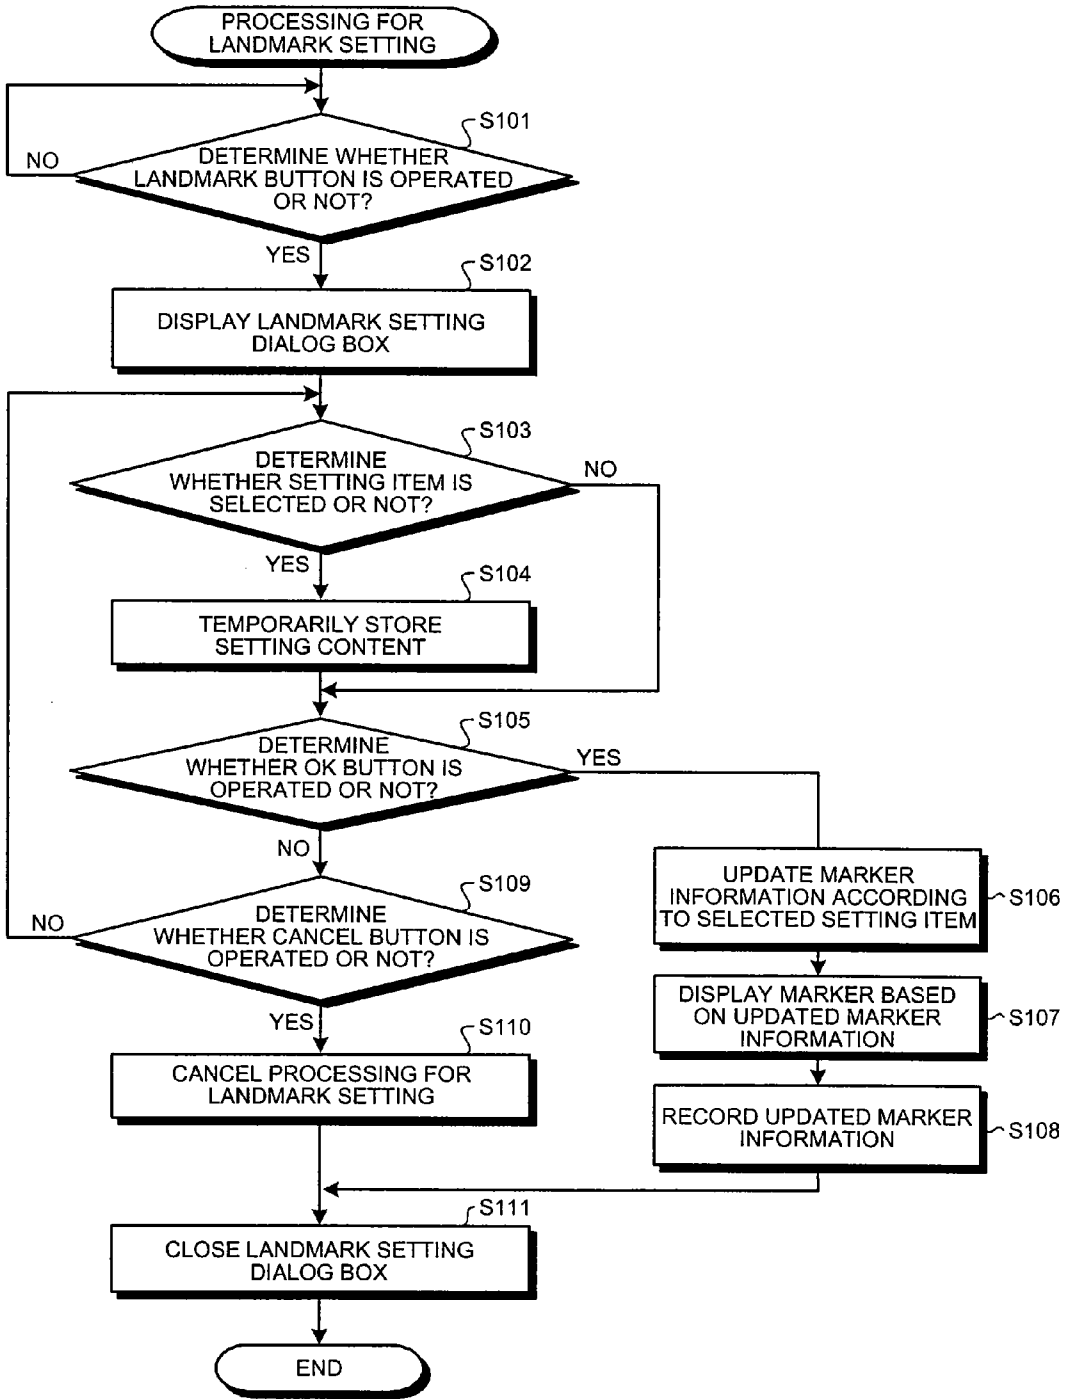 PROCESSING FOR
LANDMARK SETTING
S101
DETERMINE WHETHER
LANDMARK BUTTON IS OPERATED
OR NOT?
NO
YES
S102
DISPLAY LANDMARK SETTING
DIALOG BOX
S103
DETERMINE
WHETHER SETTING ITEM IS
SELECTED OR NOT?
NO
YES
S104
TEMPORARILY STORE
SETTING CONTENT
S105
DETERMINE
WHETHER OK BUTTON IS
OPERATED OR NOT?
YES
NO
UPDATE MARKER
INFORMATION ACCORDING
TO SELECTED SETTING ITEM
S106
S109
DETERMINE
WHETHER CANCEL BUTTON IS
OPERATED OR NOT?
NO
YES
DISPLAY MARKER BASED
ON UPDATED MARKER
INFORMATION
S107
S110
CANCEL PROCESSING FOR
LANDMARK SETTING
RECORD UPDATED MARKER
INFORMATION
S108
S111
CLOSE LANDMARK SETTING
DIALOG BOX
END